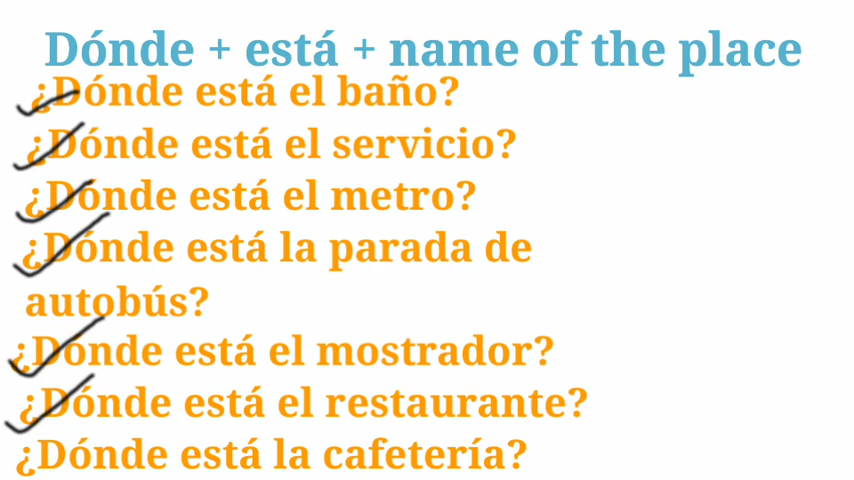 Dónde + está + name of the place
¿Dónde está el baño?
¿Dónde está el servicio?
¿Dónde está el metro?
¿Dónde está la parada de
autobús?
¿Dónde está el mostrador?
¿Dónde está el restaurante?
¿Dónde está la cafetería?